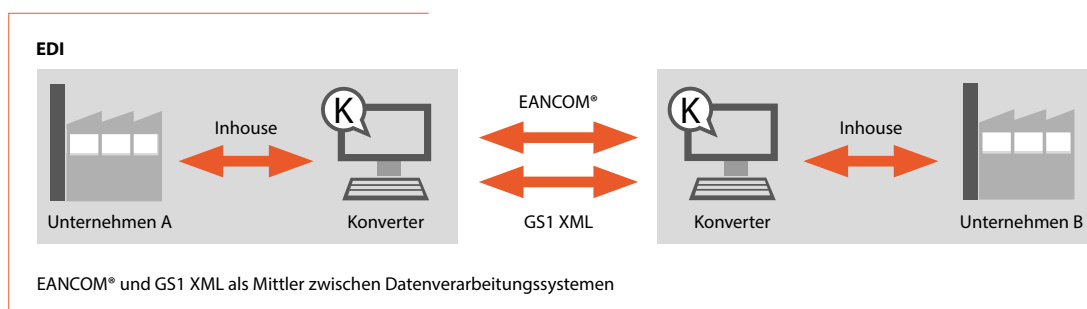 EDI
K
Inhouse
Unternehmen A
Konverter
EANCOM®
GS1 XML
K
Inhouse
Konverter
Unternehmen B
EANCOM® und GS1 XML als Mittler zwischen Datenverarbeitungssystemen